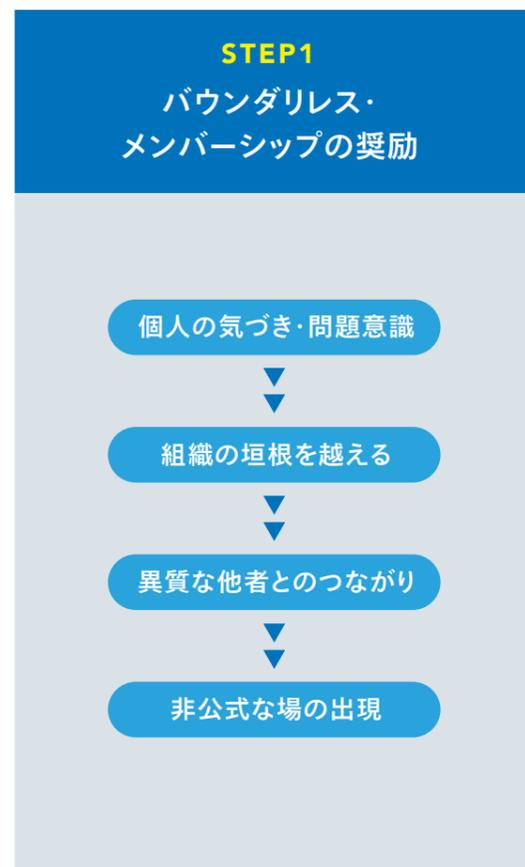 STEP1
バウンダリレス・
メンバーシップの奨励
個人の気づき・問題意識
組織の垣根を越える
異質な他者とのつながり
非公式な場の出現